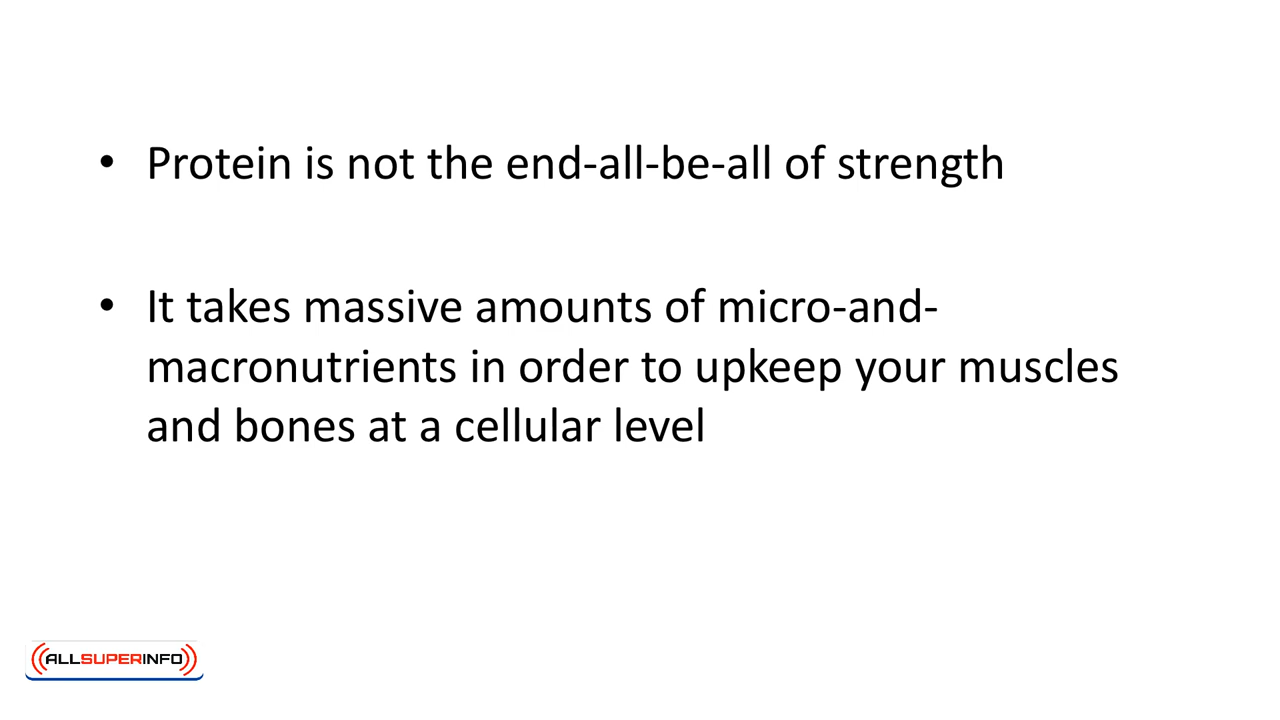 • Protein is not the end-all-be-all of strength
• It takes massive amounts of micro-and-
macronutrients in order to upkeep your muscles
and bones at a cellular level
ALLSUPERINFO